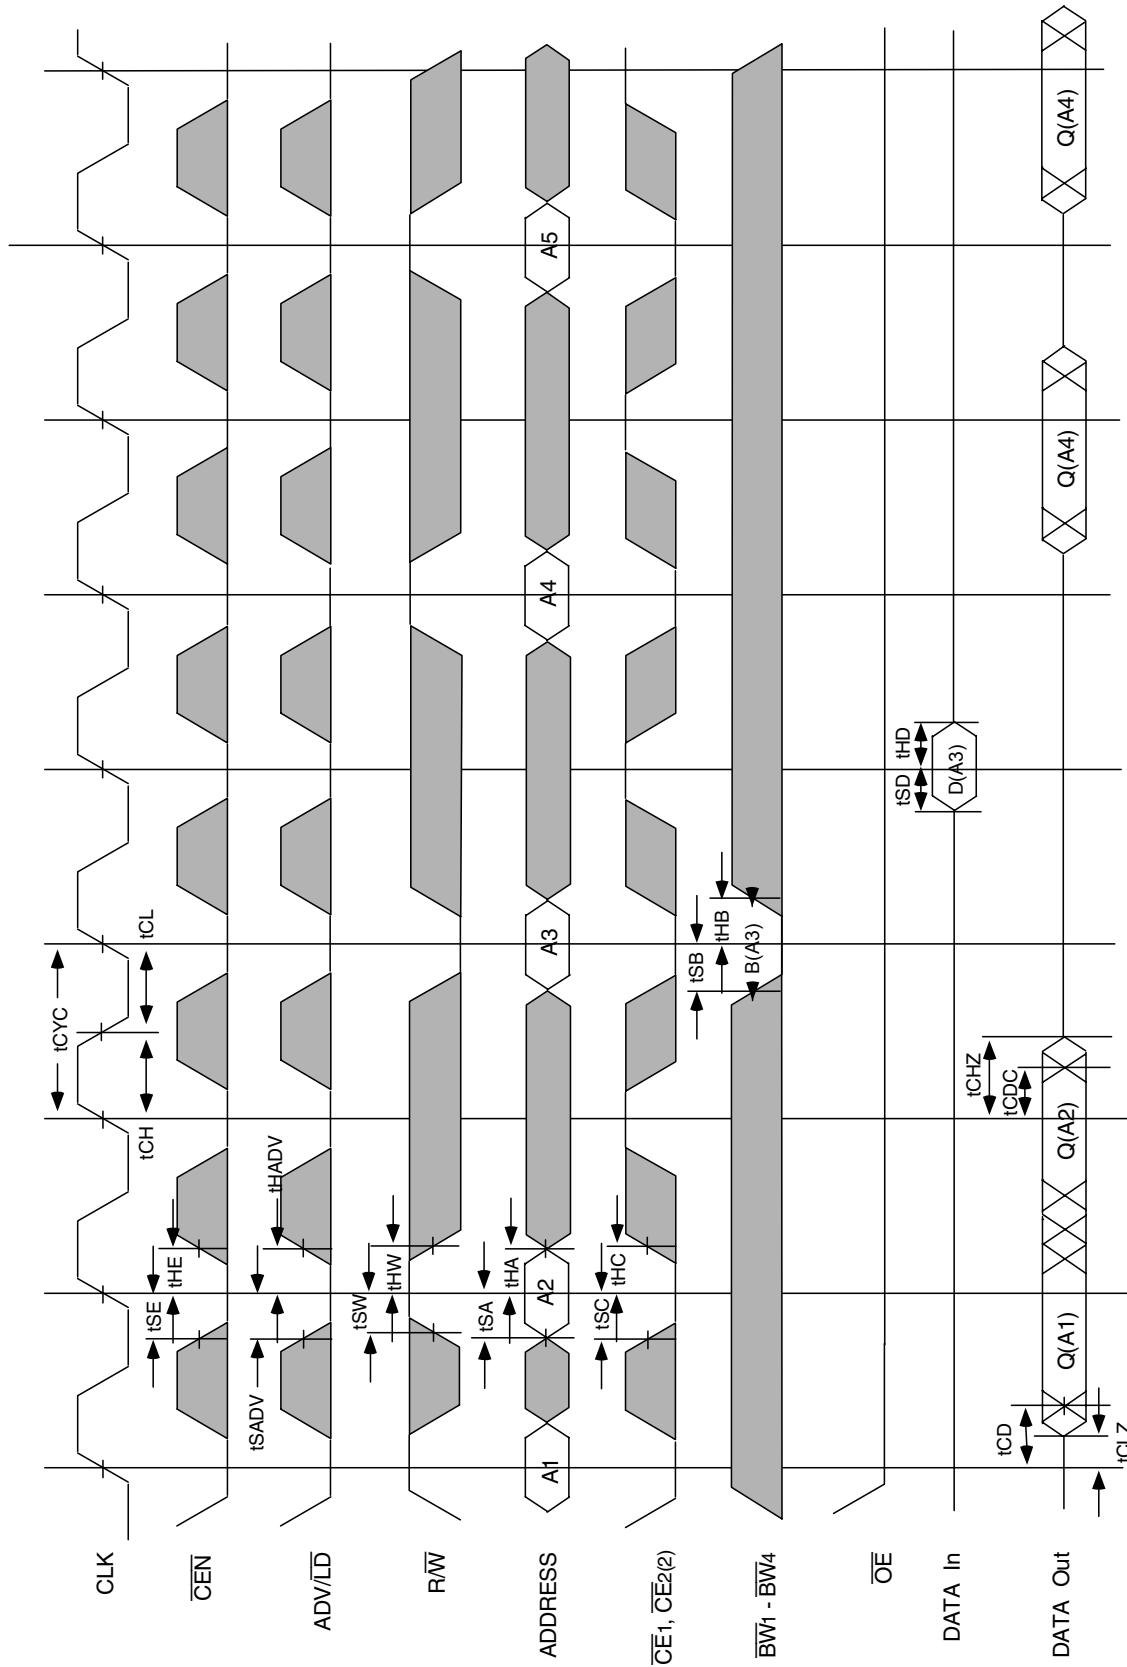 CLK
tCYC
tCH
tCL
CEN
tSE
tHE
ADV/LD
tSADV
tHADV
R/W
tSW
tHW
ADDRESS
A1
A2
A3
A4
A5
tSA
tHA
CE1, CE2(2)
tSC
tHC
BW1 - BW4
tSB
tHB
B(A3)
OE
DATA In
tSD
tHD
D(A3)
DATA Out
tCD
tCLZ
Q(A1)
Q(A2)
tCHZ
tCDC
Q(A4)
Q(A4)